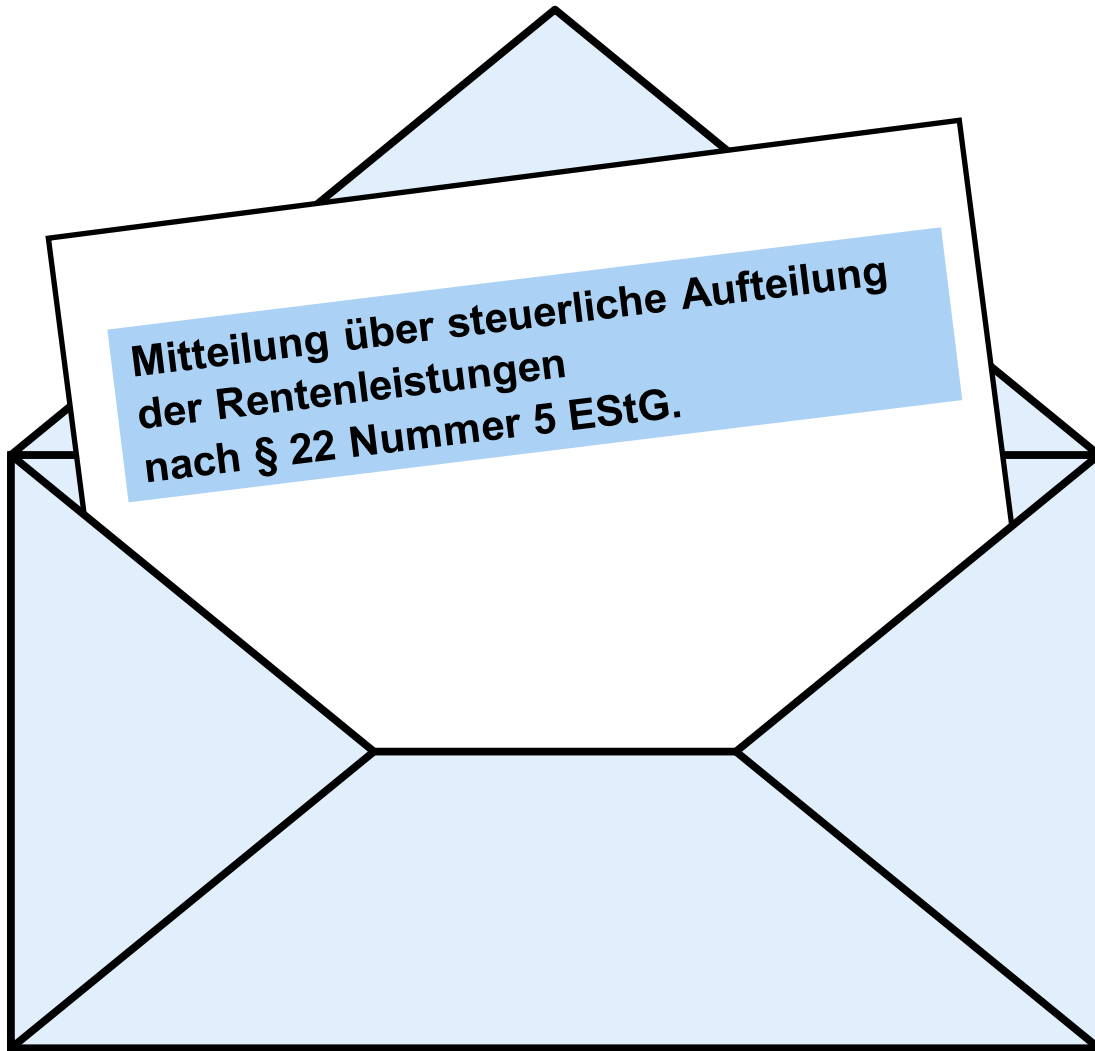 Mitteilung über steuerliche Aufteilung
der Rentenleistungen
nach § 22 Nummer 5 EStG.